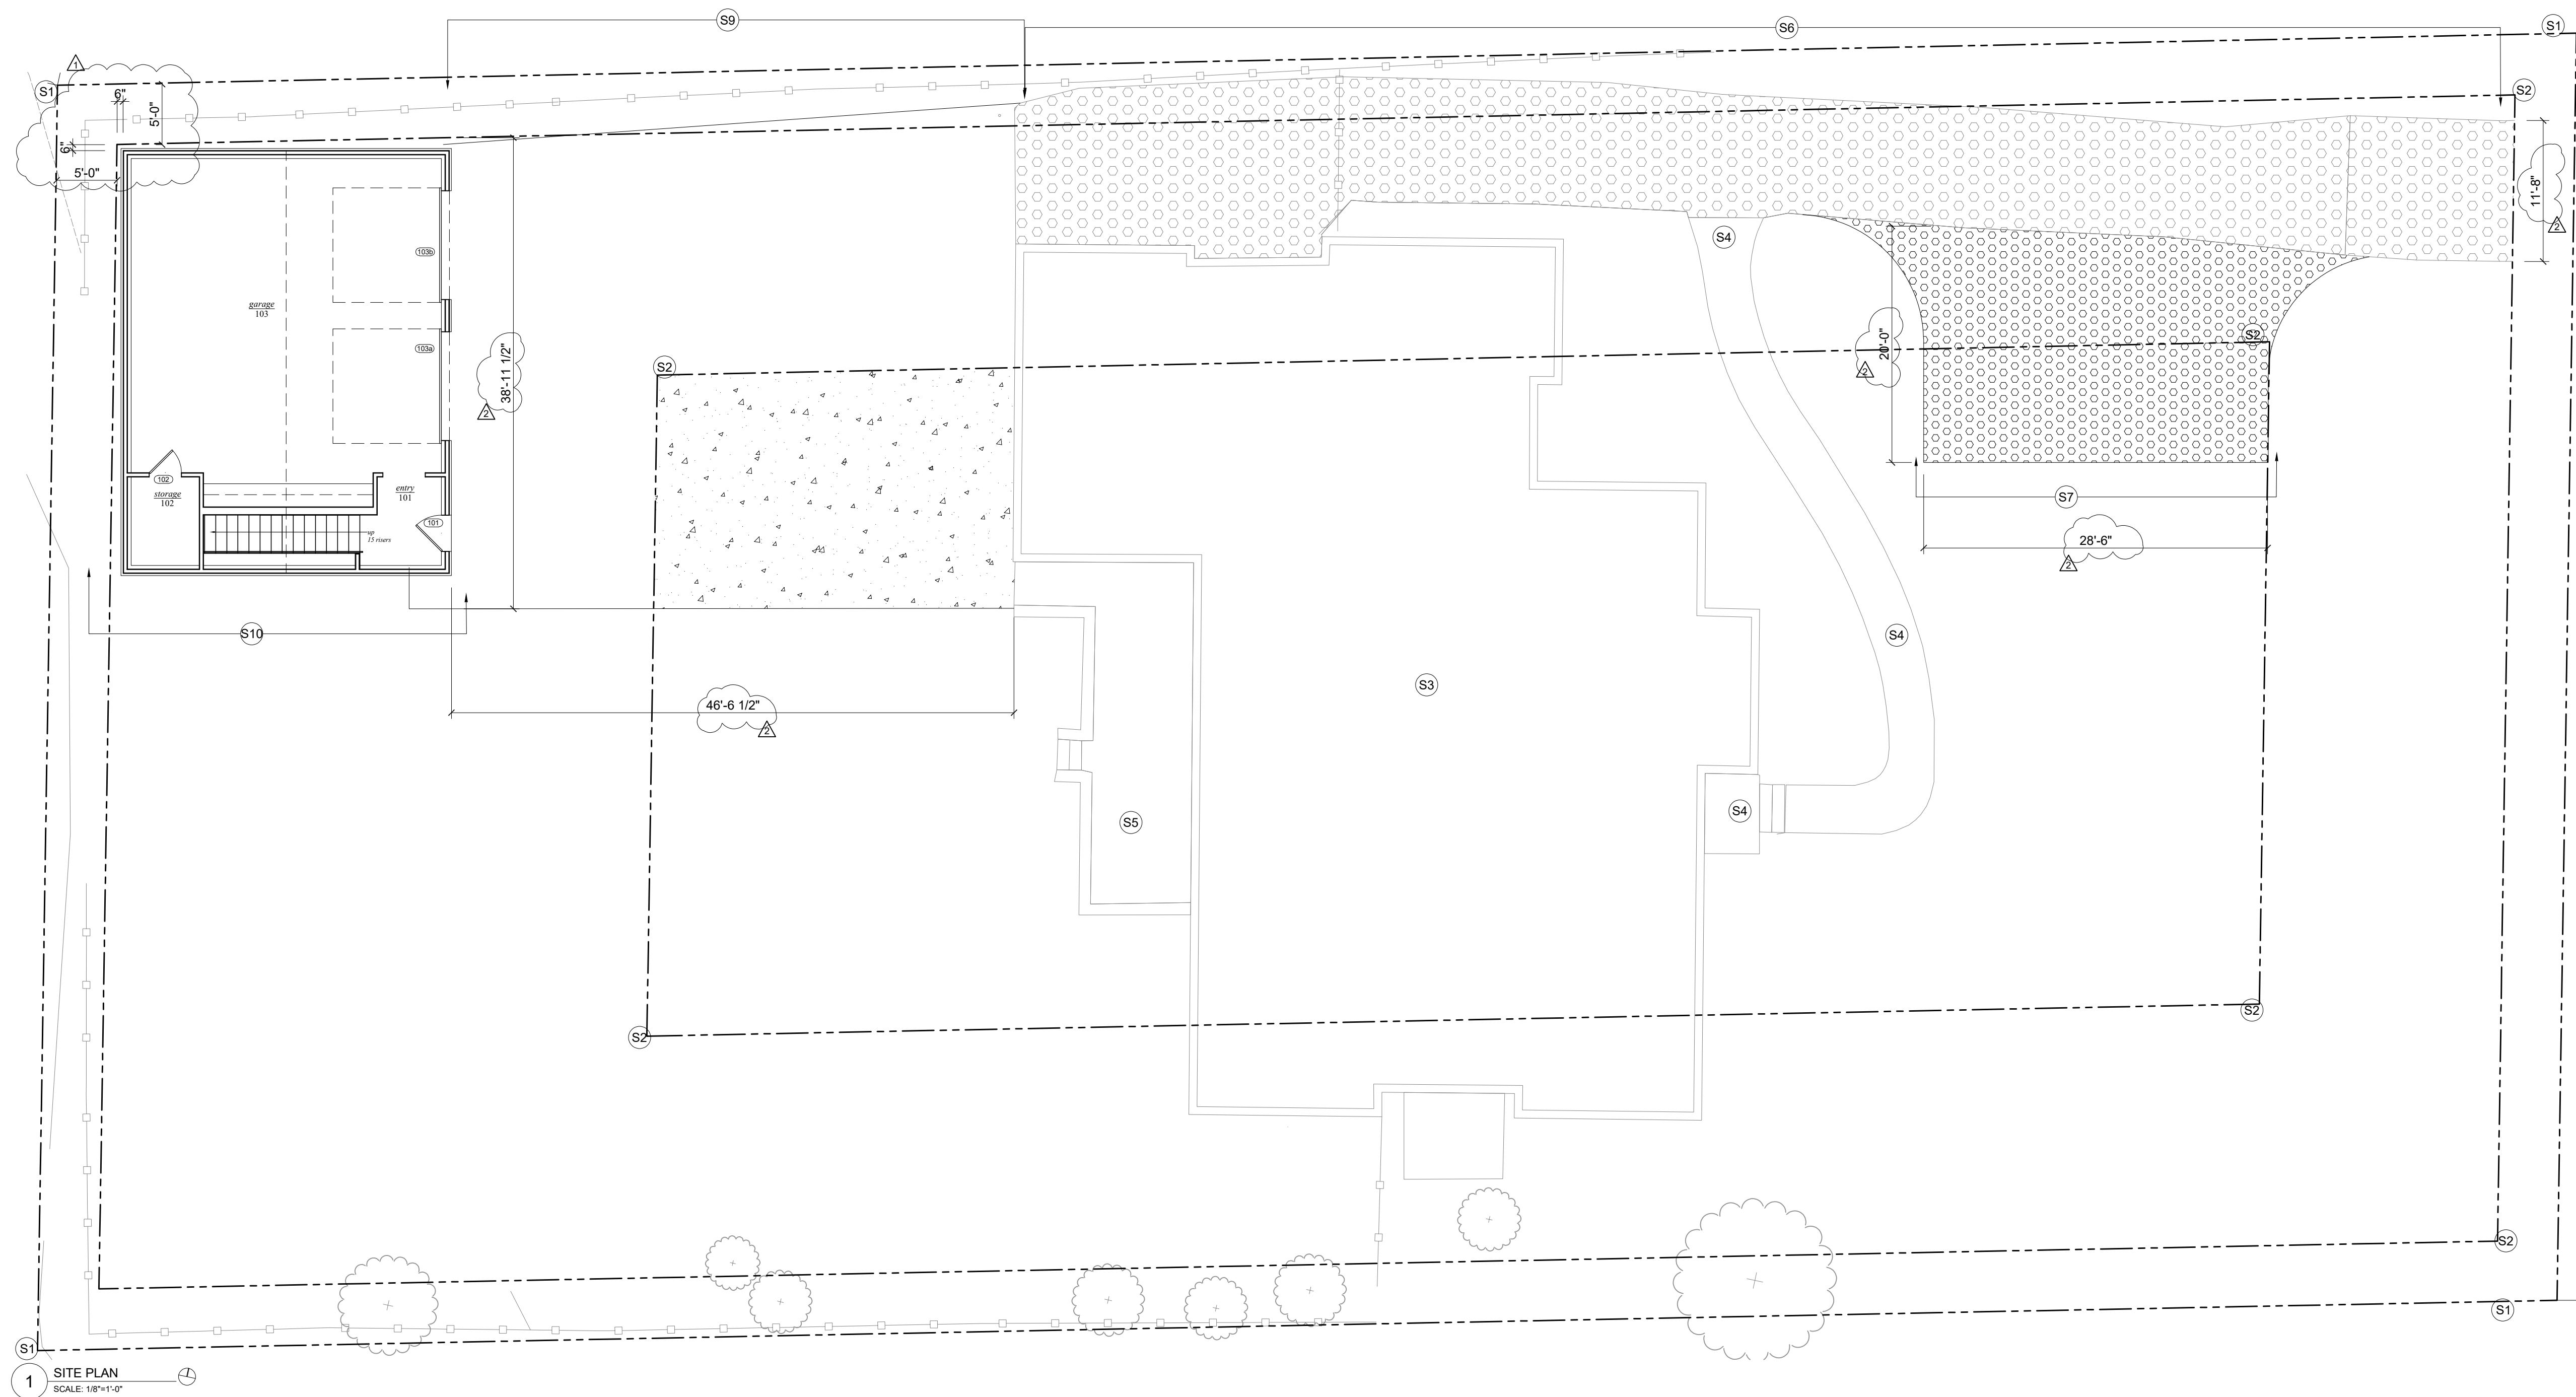 S9
S6
S1
1
S1
6"
5'-0"
S2
6"
5'-0"
11'-8"
2
S4
103b
garage
103
20'-0"
2
S2
103a
38'-11 1/2"
2
S2
102
storage
102
entry
101
101
up
15 risers
S7
28'-6"
2
S10
S4
S3
46'-6 1/2"
2
S4
S5
S2
S2
S2
S1
S1
1
SITE PLAN
SCALE: 1/8"=1'-0"